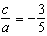 c/a = -3/5